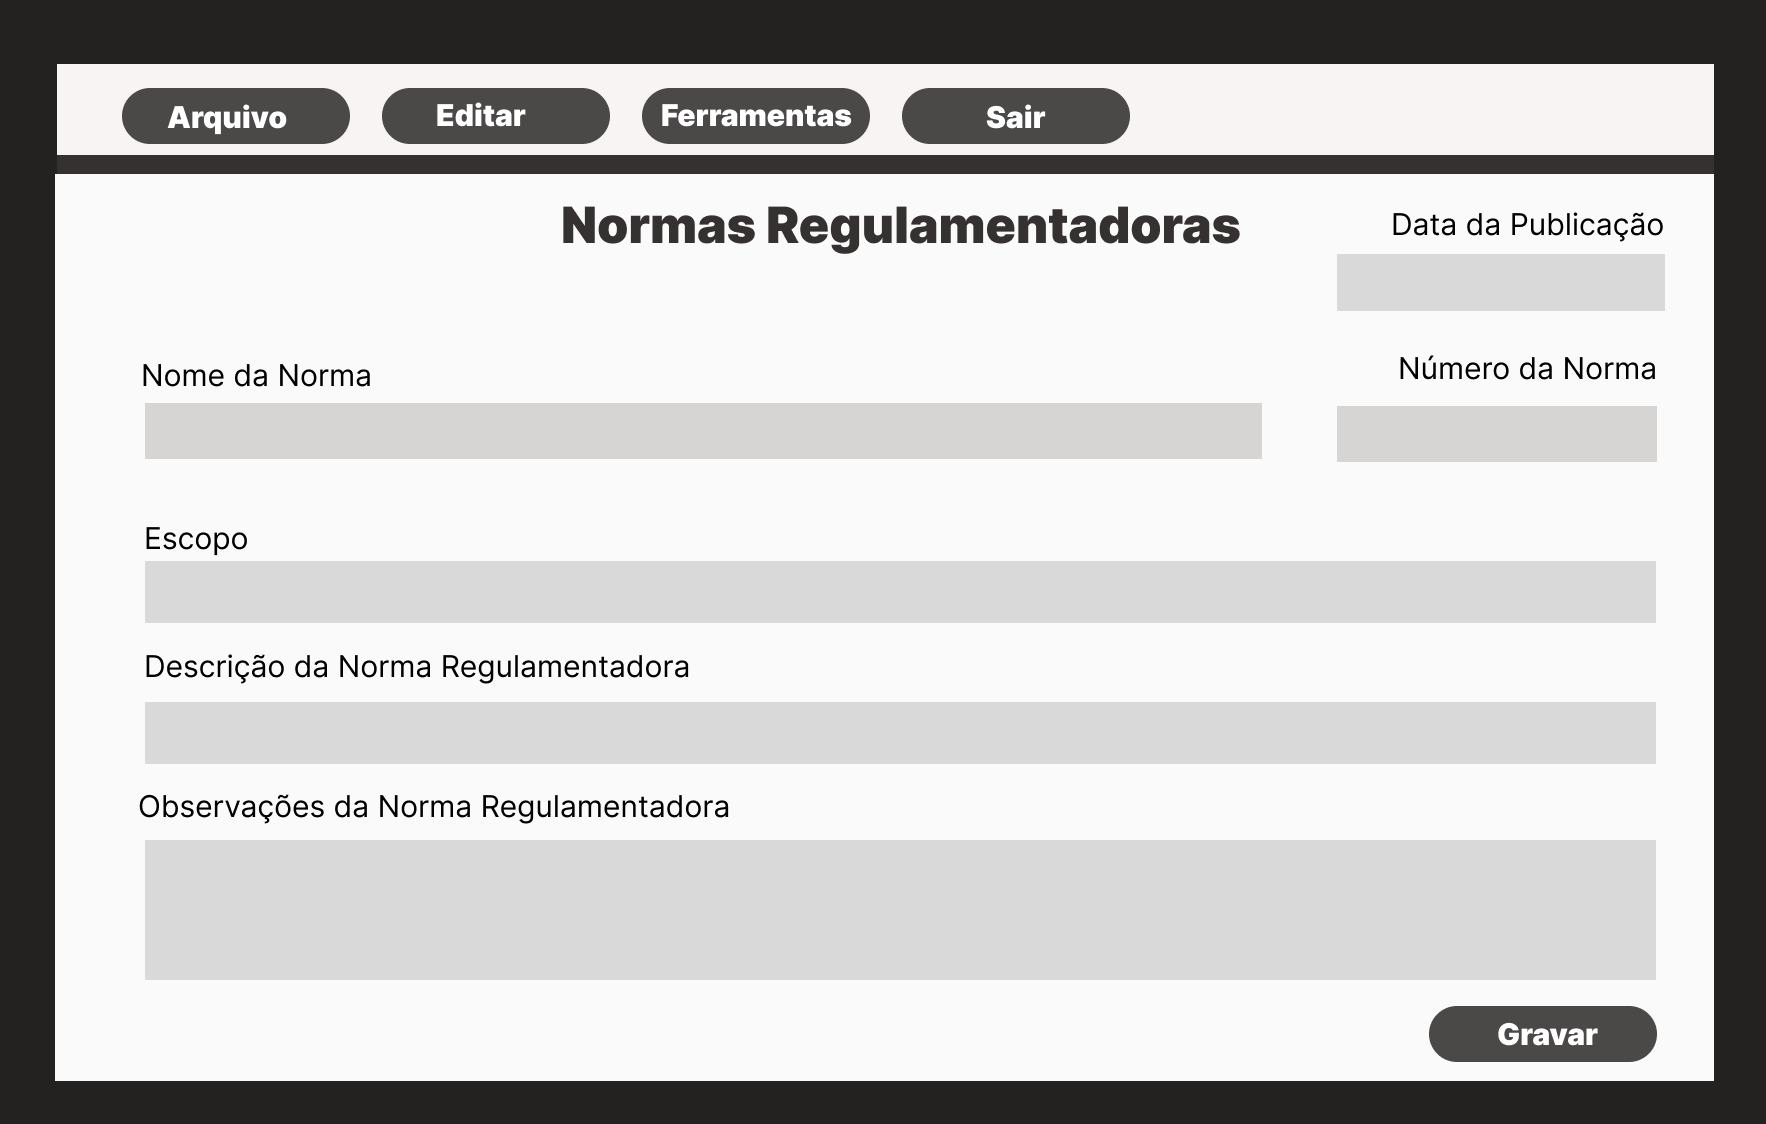 Arquivo
Editar
Ferramentas
Sair
Normas Regulamentadoras
Data da Publicação
Nome da Norma
Número da Norma
Escopo
Descrição da Norma Regulamentadora
Observações da Norma Regulamentadora
Gravar